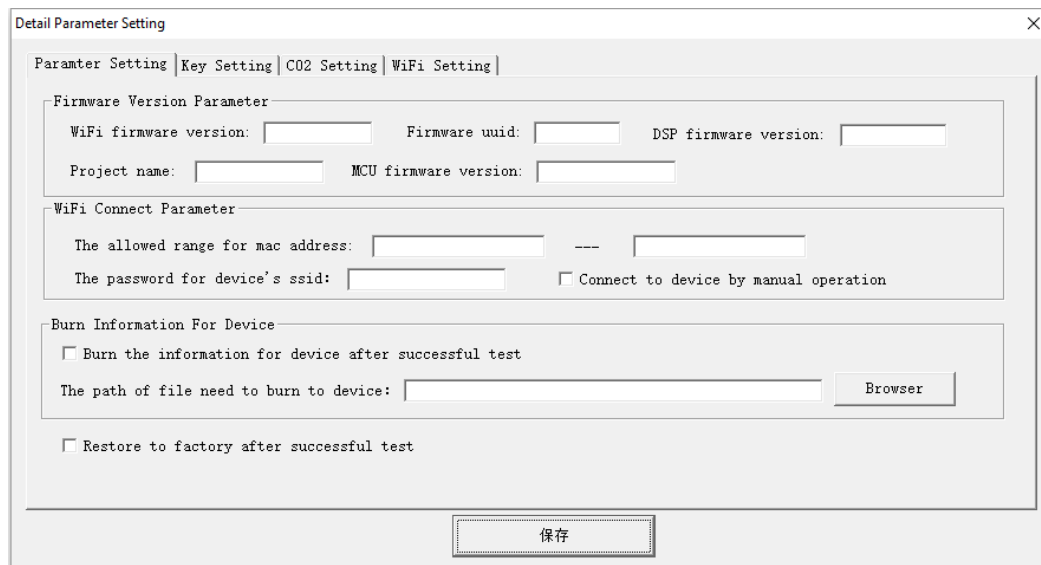 Detail Parameter Setting
Paramter Setting Key Setting CO2 Setting WiFi Setting
Firmware Version Parameter
WiFi firmware version: Firmware uuid: DSP firmware version:
Project name: MCU firmware version:
WiFi Connect Parameter
The allowed range for mac address: ---
The password for device's ssid: Connect to device by manual operation
Burn Information For Device
Burn the information for device after successful test
The path of file need to burn to device: Browser
Restore to factory after successful test
保存